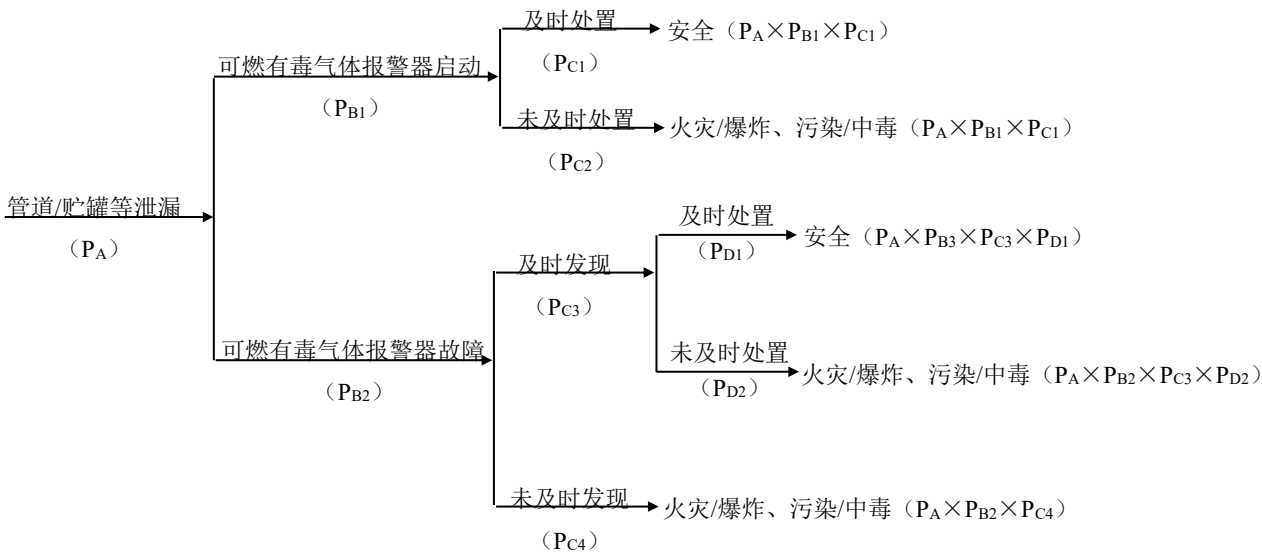 及时处置
安全（PA×PB1×PC1）
（PC1）
可燃有毒气体报警器启动
（PB1）
未及时处置
火灾/爆炸、污染/中毒（PA×PB1×PC1）
（PC2）
管道/贮罐等泄漏
（PA）
及时处置
安全（PA×PB3×PC3×PD1）
（PD1）
及时发现
（PC3）
可燃有毒气体报警器故障
（PB2）
未及时处置
火灾/爆炸、污染/中毒（PA×PB2×PC3×PD2）
（PD2）
未及时发现
火灾/爆炸、污染/中毒（PA×PB2×PC4）
（PC4）